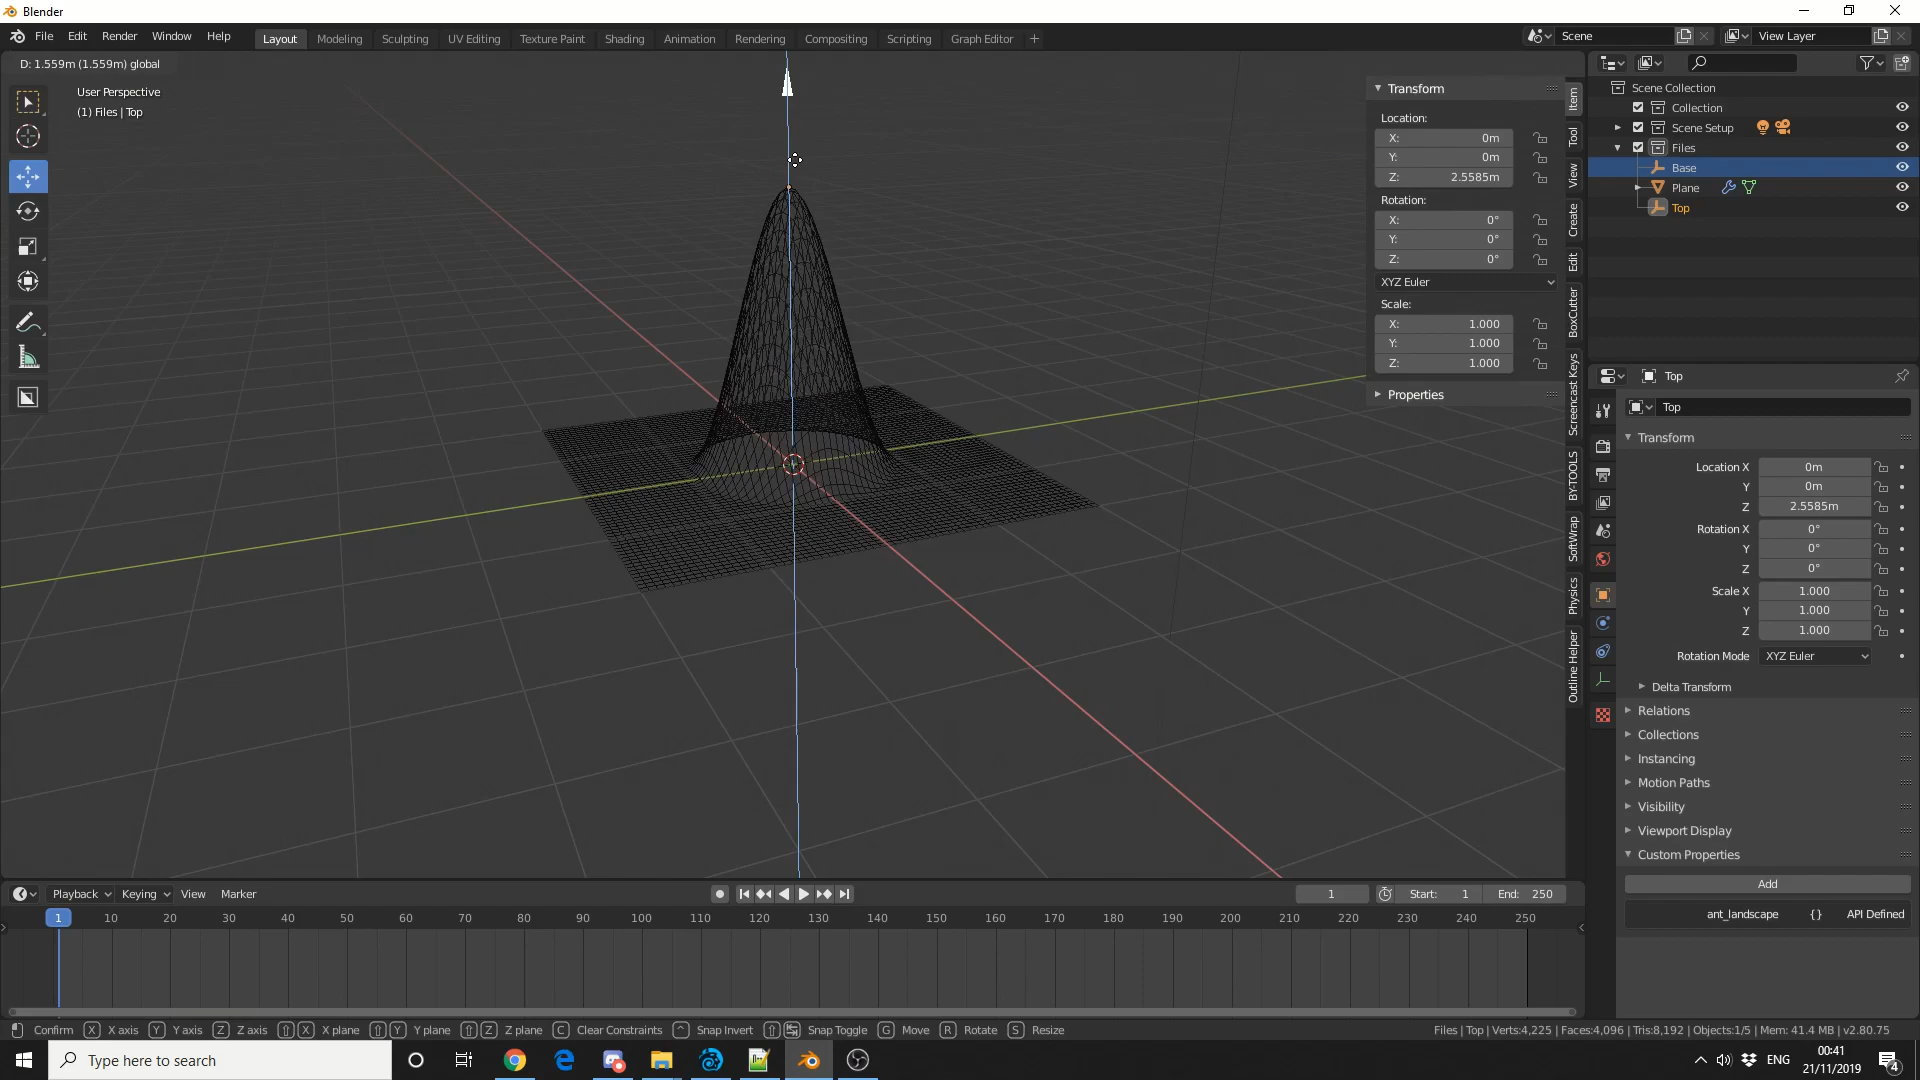 Blender
File Edit Render Window Help
Layout Modeling Sculpting UV Editing Texture Paint Shading Animation Rendering Compositing Scripting Graph Editor +
Scene
View Layer
D: 1.559m (1.559m) global
User Perspective
(1) Files | Top
Transform
Location:
X: 0m
Y: 0m
Z: 2.5585m
Rotation:
X: 0°
Y: 0°
Z: 0°
XYZ Euler
Scale:
X: 1.000
Y: 1.000
Z: 1.000
Properties
Item
Tool
View
Create
Edit
BoxCutter
Screencast Keys
BY-TOOLS
SoftWrap
Physics
Outline Helper
Scene Collection
Collection
Scene Setup
Files
Base
Plane
Top
Top
Top
Transform
Location X 0m
Y 0m
Z 2.5585m
Rotation X 0°
Y 0°
Z 0°
Scale X 1.000
Y 1.000
Z 1.000
Rotation Mode XYZ Euler
Delta Transform
Relations
Collections
Instancing
Motion Paths
Visibility
Viewport Display
Custom Properties
Add
ant_landscape {} API Defined
Playback Keying View Marker
1 Start: 1 End: 250
1 10 20 30 40 50 60 70 80 90 100 110 120 130 140 150 160 170 180 190 200 210 220 230 240 250
Confirm X X axis Y Y axis Z Z axis X X plane Y Y plane Z Z plane C Clear Constraints ^ Snap Invert Snap Toggle G Move R Rotate S Resize
Files | Top | Verts:4,225 | Faces:4,096 | Tris:8,192 | Objects:1/5 | Mem: 41.4 MB | v2.80.75
Type here to search
ENG
00:41
21/11/2019
4